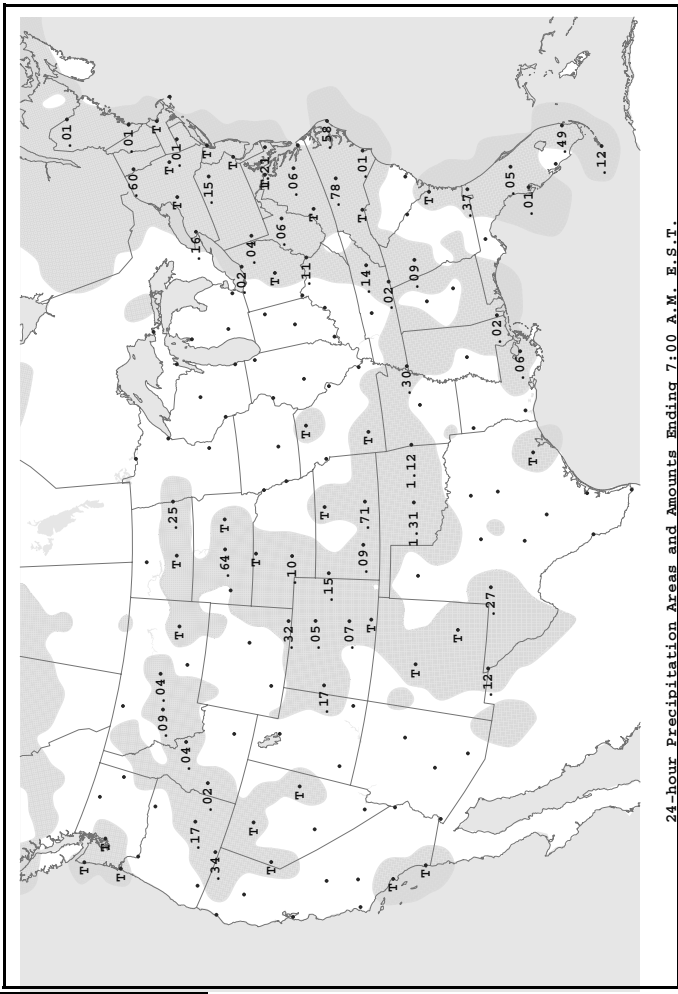 .01
T
T
T
.01
.60
T
.09 .04
T
.25
T
T
.01
T
.04
.17
.16
T
.02
.15
.34
.64
T
T
.02
.04
T
T
T
.21
T
T
.06
.32
.10
.06
T
T
.11
T
.05
.17
T
.58
.15
.78
.07
T
.01
.09
.71
.14
T
T
.02
T
.30
1.31 1.12
.09
T
T
T
T
.37
.12
.27
.02
.05
.06
.01
T
.49
.12
24-hour Precipitation Areas and Amounts Ending 7:00 A.M. E.S.T.